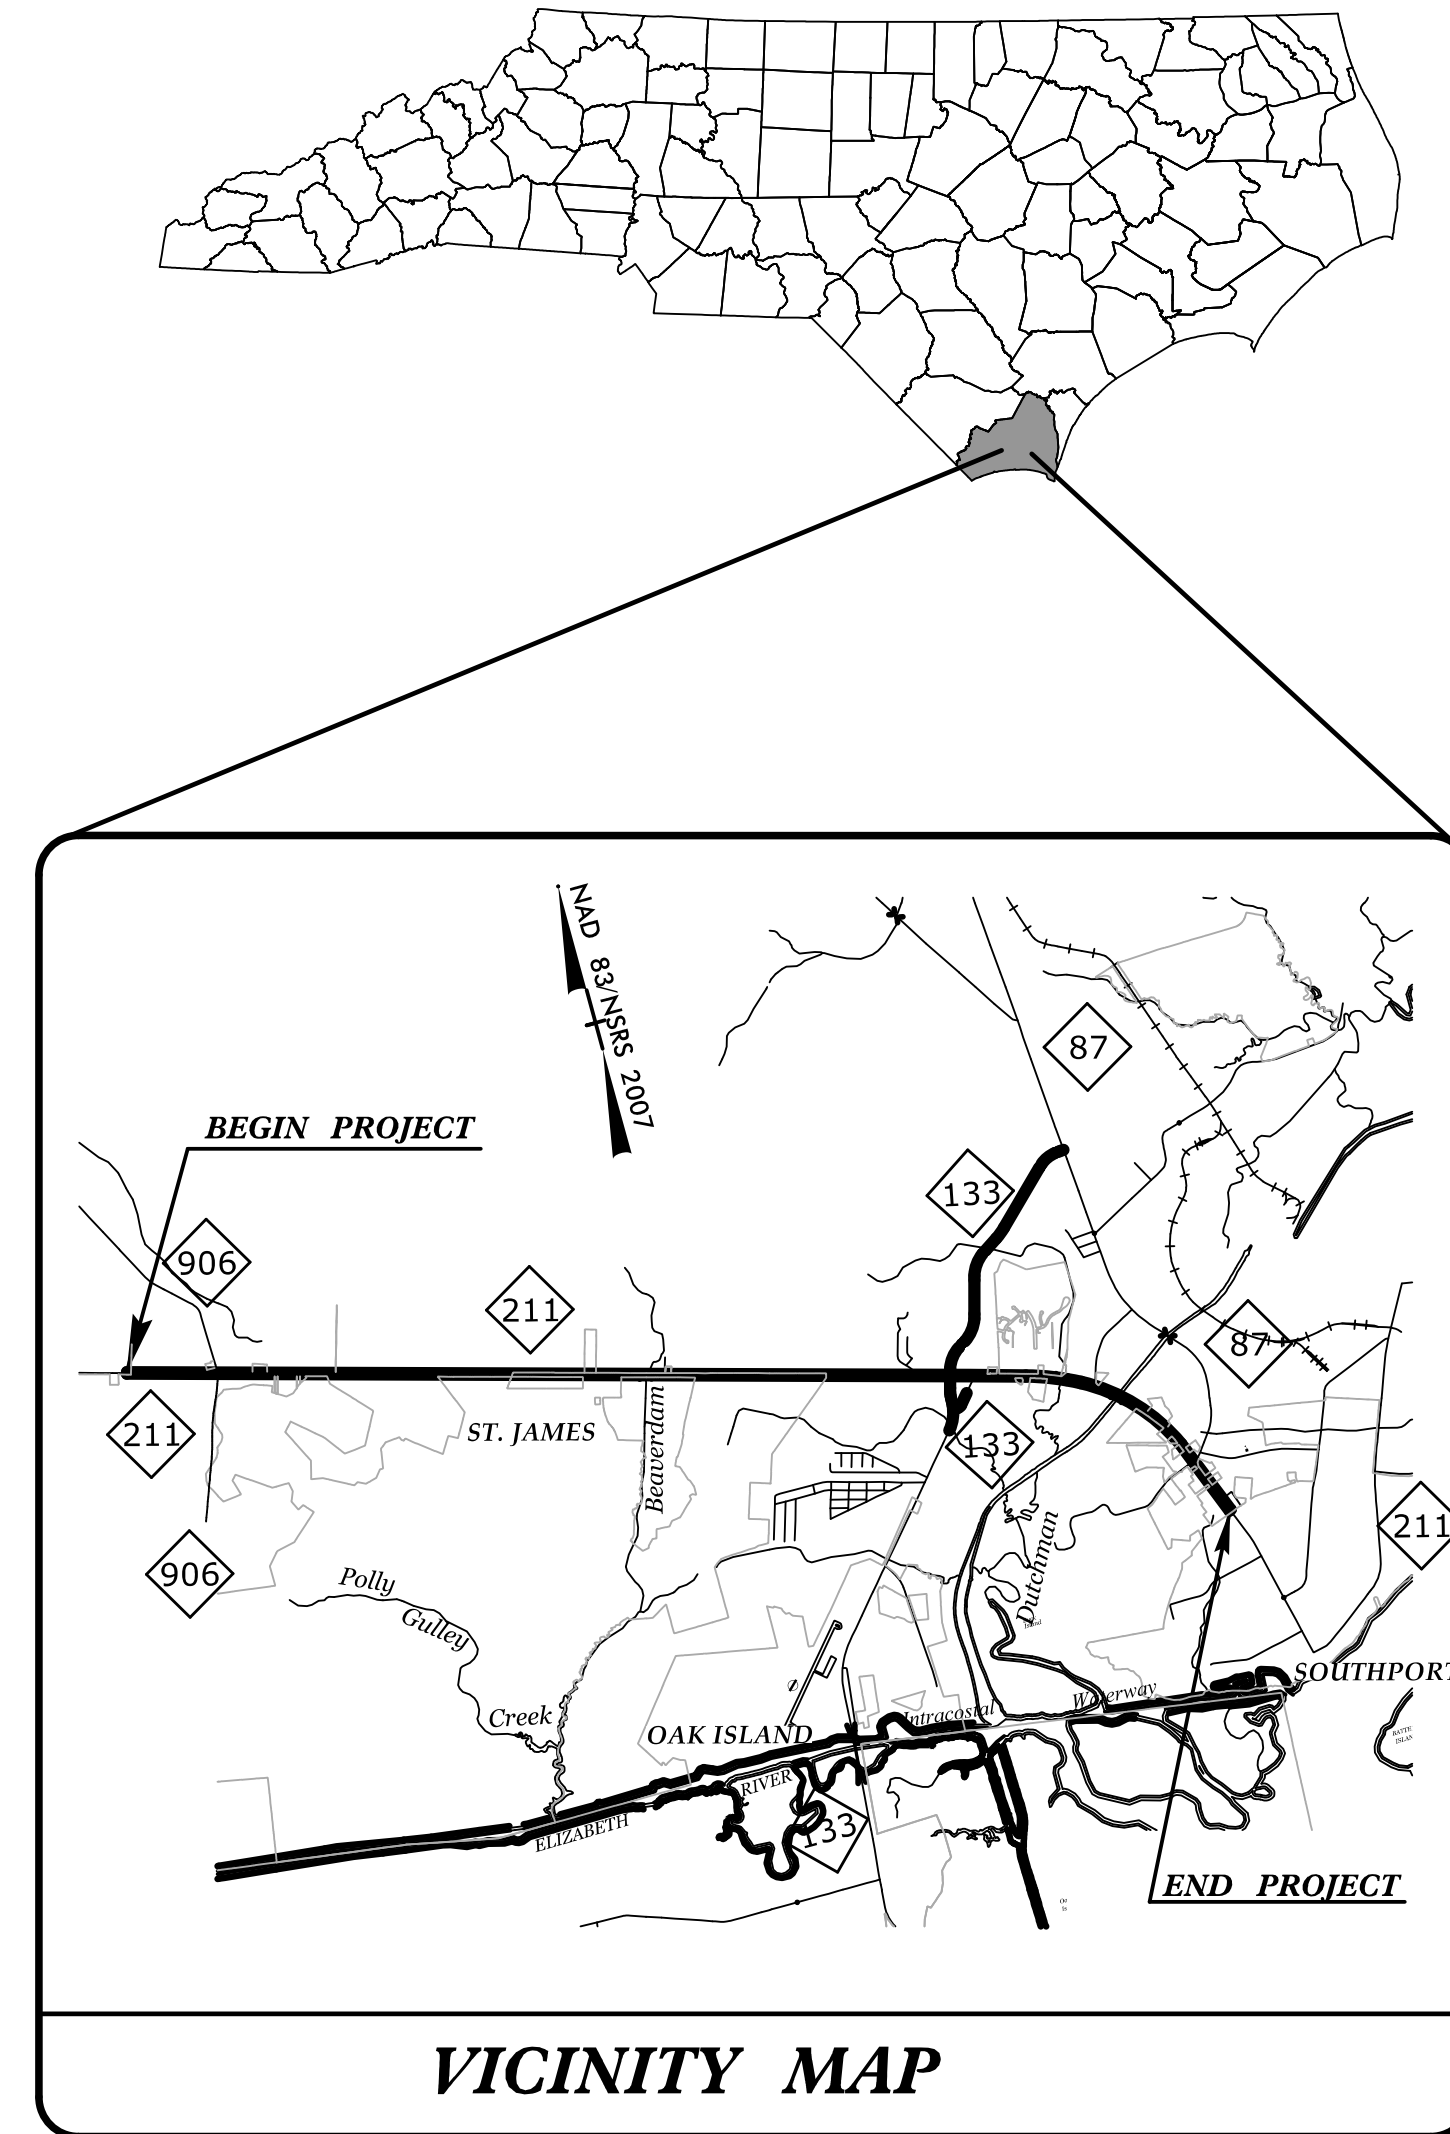 NAD 83/NSRS 2007
87
BEGIN PROJECT
133
906
211
87
211
ST. JAMES
Beaverdam
133
211
906
Polly
Gulley
Dutchman
Island
SOUTHPORT
Creek
Intracostal
Waterway
OAK ISLAND
RIVER
ELIZABETH
133
END PROJECT
VICINITY MAP